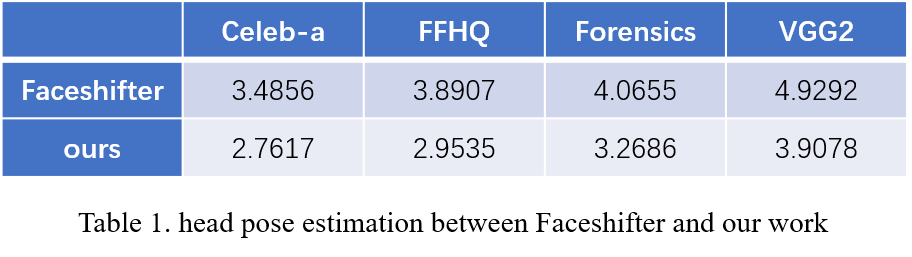 Celeb-a FFHQ Forensics VGG2
Faceshifter 3.4856 3.8907 4.0655 4.9292
ours 2.7617 2.9535 3.2686 3.9078
Table 1. head pose estimation between Faceshifter and our work